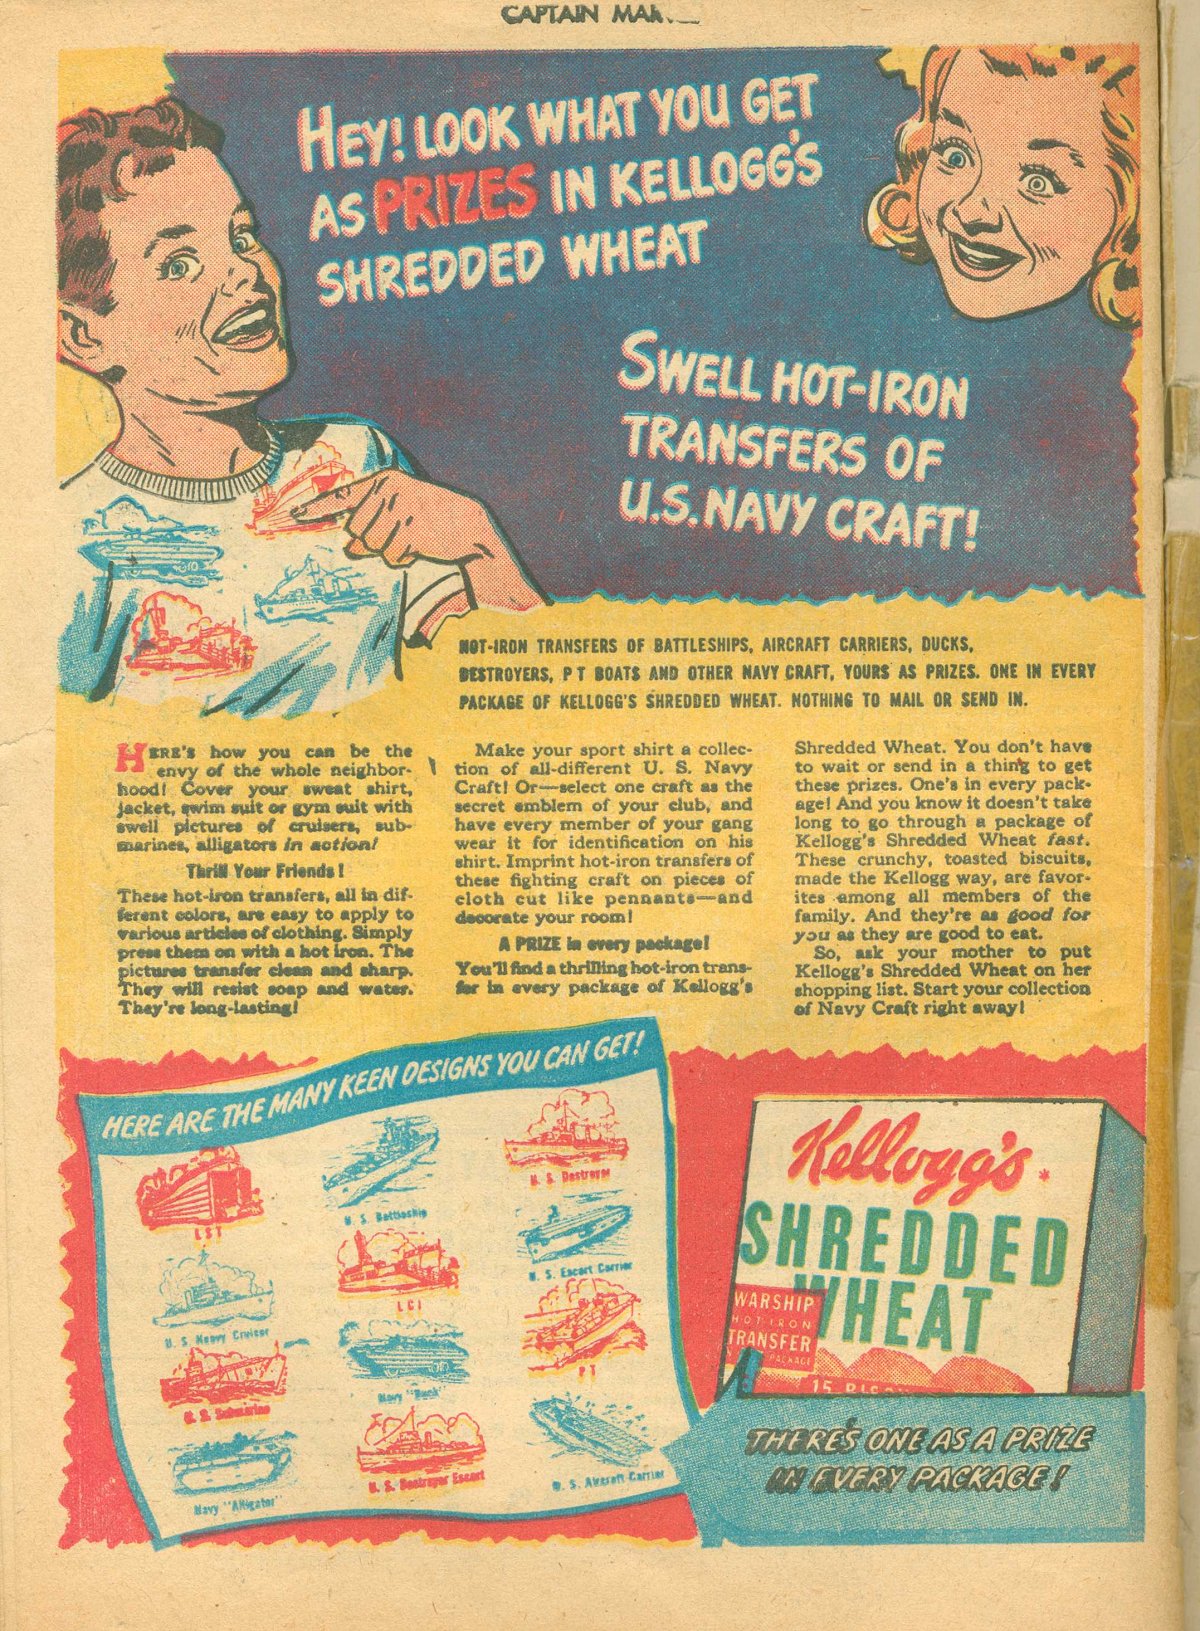 CAPTAIN
HEY! LOOK WHAT YOU GET
AS PRIZES IN KELLOGG'S
SHREDDED WHEAT
SWELL HOT-IRON
TRANSFERS OF
U.S. NAVY CRAFT!
HOT-IRON TRANSFERS OF BATTLESHIPS, AIRCRAFT CARRIERS, DUCKS,
DESTROYERS, P T BOATS AND OTHER NAVY CRAFT, YOURS AS PRIZES. ONE IN EVERY
PACKAGE OF KELLOGG'S SHREDDED WHEAT. NOTHING TO MAIL OR SEND IN.
HERE'S how you can be the
envy of the whole neighbor-
hood! Cover your sweat shirt,
jacket, swim suit or gym suit with
swell pictures of cruisers, sub-
marines, alligators in action!
Thrill Your Friends!
These hot-iron transfers, all in dif-
ferent colors, are easy to apply to
various articles of clothing. Simply
press them on with a hot iron. The
pictures transfer clean and sharp.
They will resist soap and water.
They're long-lasting!
Make your sport shirt a collec-
tion of all-different U. S. Navy
Craft! Or—select one craft as the
secret emblem of your club, and
have every member of your gang
wear it for identification on his
shirt. Imprint hot-iron transfers of
these fighting craft on pieces of
cloth cut like pennants—and
decorate your room!
A PRIZE in every package!
You'll find a thrilling hot-iron trans-
fer in every package of Kellogg's
Shredded Wheat. You don't have
to wait or send in a thing to get
these prizes. One's in every pack-
age! And you know it doesn't take
long to go through a package of
Kellogg's Shredded Wheat fast.
These crunchy, toasted biscuits,
made the Kellogg way, are favor-
ites among all members of the
family. And they're as good for
you as they are good to eat.
So, ask your mother to put
Kellogg's Shredded Wheat on her
shopping list. Start your collection
of Navy Craft right away!
HERE ARE THE MANY KEEN DESIGNS YOU CAN GET!
LST
U. S. Battleship
U. S. Destroyer
U. S. Heavy Cruiser
LCI
U. S. Escort Carrier
U. S. Submarine
Navy "Duck"
PT
Navy "Alligator"
U. S. Destroyer Escort
U. S. Aircraft Carrier
Kellogg's
SHREDDED
WHEAT
WARSHIP
HOT-IRON
TRANSFER
PACKAGE
15
THERE'S ONE AS A PRIZE
IN EVERY PACKAGE!